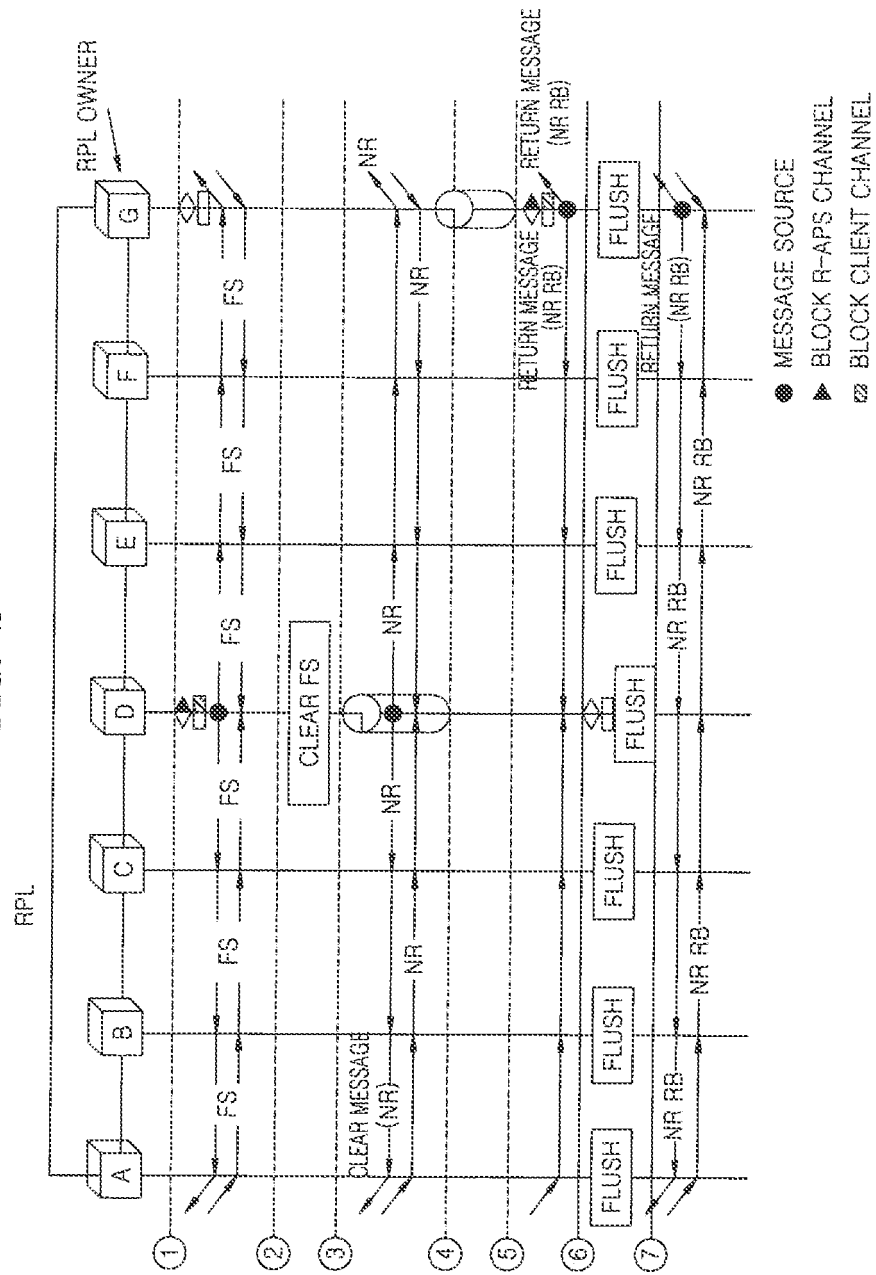 RPL
RPL OWNER
A
B
C
D
E
F
G
1
FS
FS
FS
FS
FS
FS
2
CLEAR FS
3
CLEAR MESSAGE
(NR)
NR
NR
NR
NR
NR
4
5
RETURN MESSAGE
(NR RB)
RETURN MESSAGE
(NR RB)
6
FLUSH
FLUSH
FLUSH
FLUSH
FLUSH
FLUSH
FLUSH
7
RETURN MESSAGE
(NR RB)
NR RB
NR RB
NR RB
NR RB
MESSAGE SOURCE
BLOCK R-APS CHANNEL
BLOCK CLIENT CHANNEL